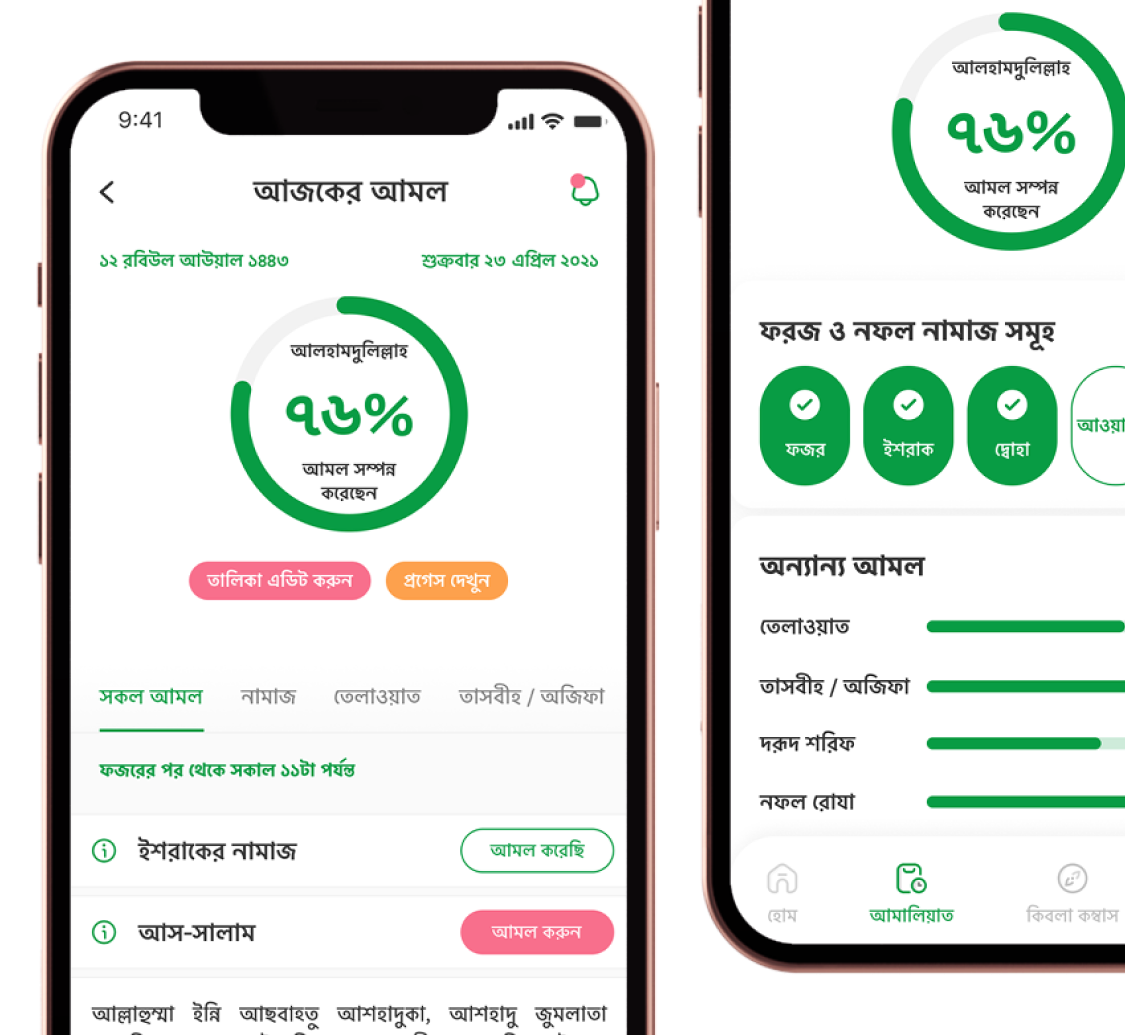 9:41
আজকের আমল
১২ রবিউল আউয়াল ১৪৪৩
শুক্রবার ২৩ এপ্রিল ২০২১
আলহামদুলিল্লাহ
৭৬%
আমল সম্পন্ন
করেছেন
তালিকা এডিট করুন
প্রগেস দেখুন
সকল আমল নামাজ তেলাওয়াত তাসবীহ / অজিফা
ফজরের পর থেকে সকাল ১১টা পর্যন্ত
ইশরাকের নামাজ
আমল করেছি
আস-সালাম
আমল করুন
আল্লাহুম্মা ইন্নি আছবাহতু আশহাদুকা, আশহাদু জুমলাতা
আলহামদুলিল্লাহ
৭৬%
আমল সম্পন্ন
করেছেন
ফরজ ও নফল নামাজ সমূহ
ফজর
ইশরাক
দ্বোহা
অন্যান্য আমল
তেলাওয়াত
তাসবীহ / অজিফা
দরূদ শরিফ
নফল রোযা
হোম
আমালিয়াত
কিবলা কম্বাস